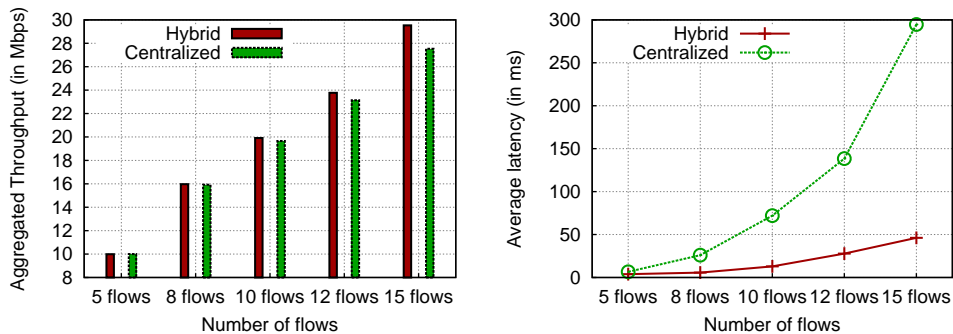 Aggregated Throughput (in Mbps)
30
28
26
24
22
20
18
16
14
12
10
8
Hybrid
Centralized
5 flows 8 flows 10 flows 12 flows 15 flows
Number of flows
Average latency (in ms)
300
250
200
150
100
50
0
Hybrid
Centralized
5 flows 8 flows 10 flows 12 flows 15 flows
Number of flows